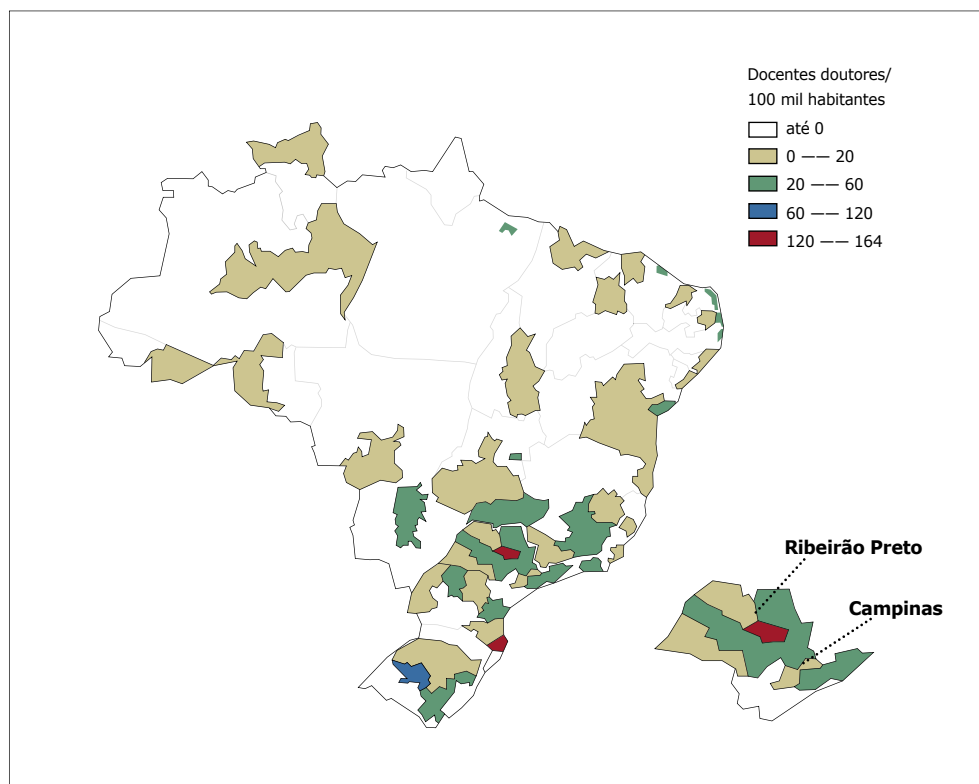 Docentes doutores/
100 mil habitantes
até 0
0 —— 20
20 —— 60
60 —— 120
120 —— 164
Ribeirão Preto
Campinas